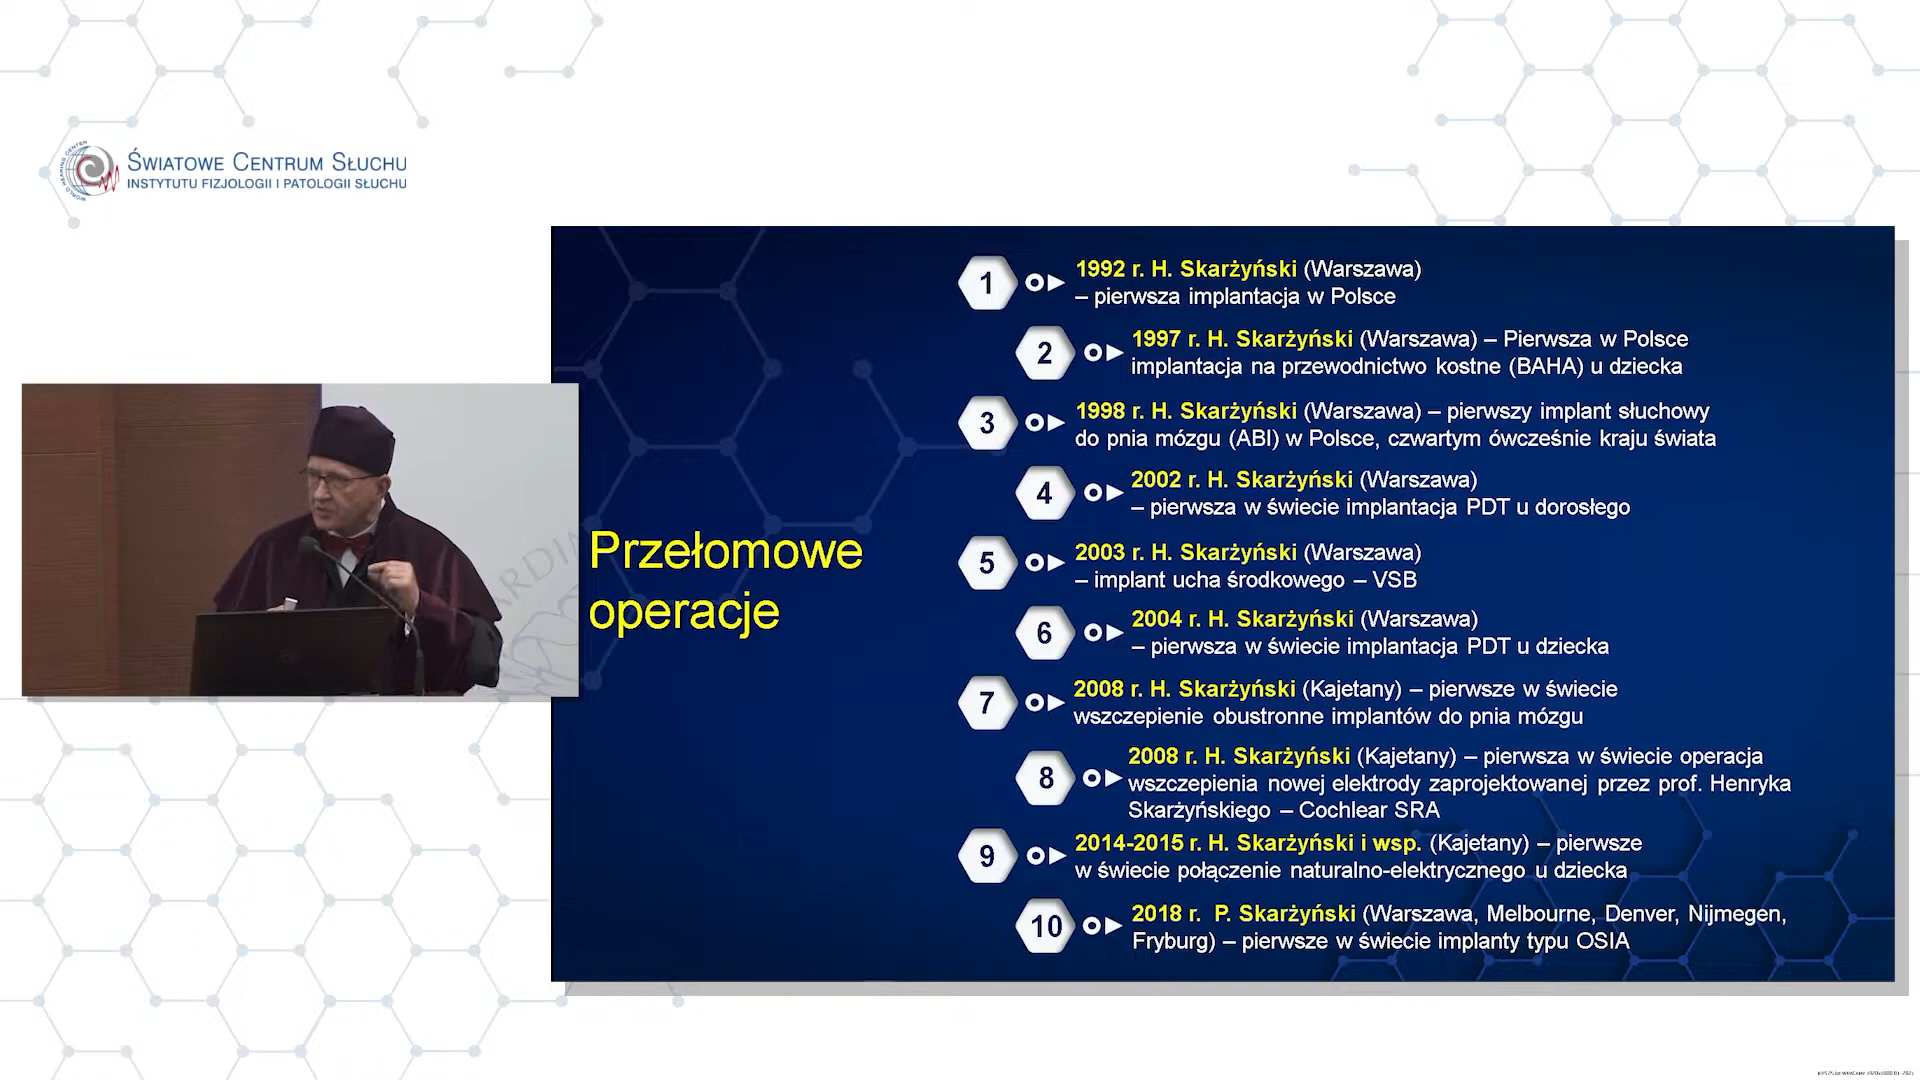 WORLD HEARING CENTER
ŚWIATOWE CENTRUM SŁUCHU
INSTYTUTU FIZJOLOGII I PATOLOGII SŁUCHU
Przełomowe
operacje
1
1992 r. H. Skarżyński (Warszawa)
– pierwsza implantacja w Polsce
2
1997 r. H. Skarżyński (Warszawa) – Pierwsza w Polsce
implantacja na przewodnictwo kostne (BAHA) u dziecka
3
1998 r. H. Skarżyński (Warszawa) – pierwszy implant słuchowy
do pnia mózgu (ABI) w Polsce, czwartym ówcześnie kraju świata
4
2002 r. H. Skarżyński (Warszawa)
– pierwsza w świecie implantacja PDT u dorosłego
5
2003 r. H. Skarżyński (Warszawa)
– implant ucha środkowego – VSB
6
2004 r. H. Skarżyński (Warszawa)
– pierwsza w świecie implantacja PDT u dziecka
7
2008 r. H. Skarżyński (Kajetany) – pierwsze w świecie
wszczepienie obustronne implantów do pnia mózgu
8
2008 r. H. Skarżyński (Kajetany) – pierwsza w świecie operacja
wszczepienia nowej elektrody zaprojektowanej przez prof. Henryka
Skarżyńskiego – Cochlear SRA
9
2014-2015 r. H. Skarżyński i wsp. (Kajetany) – pierwsze
w świecie połączenie naturalno-elektrycznego u dziecka
10
2018 r. P. Skarżyński (Warszawa, Melbourne, Denver, Nijmegen,
Fryburg) – pierwsze w świecie implanty typu OSIA